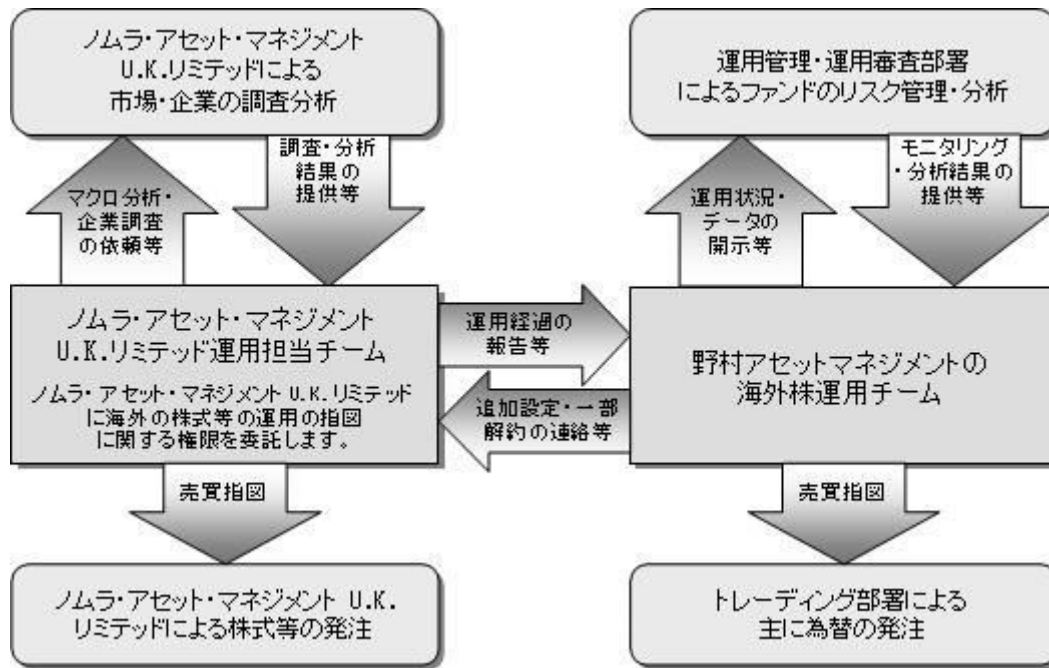 ノムラ・アセット・マネジメント
U.K.リミテッドによる
市場・企業の調査分析
運用管理・運用審査部署
によるファンドのリスク管理・分析
マクロ分析・
企業調査
の依頼等
調査・分析
結果の
提供等
運用状況・
データの
開示等
モニタリング
・分析結果の
提供等
ノムラ・アセット・マネジメント
U.K.リミテッド運用担当チーム
ノムラ・アセット・マネジメント U.K.リミテッド
に海外の株式等の運用の指図
に関する権限を委託します。
運用経過の
報告等
追加設定・一部
解約の連絡等
野村アセットマネジメントの
海外株運用チーム
売買指図
売買指図
ノムラ・アセット・マネジメント U.K.
リミテッドによる株式等の発注
トレーディング部署による
主に為替の発注